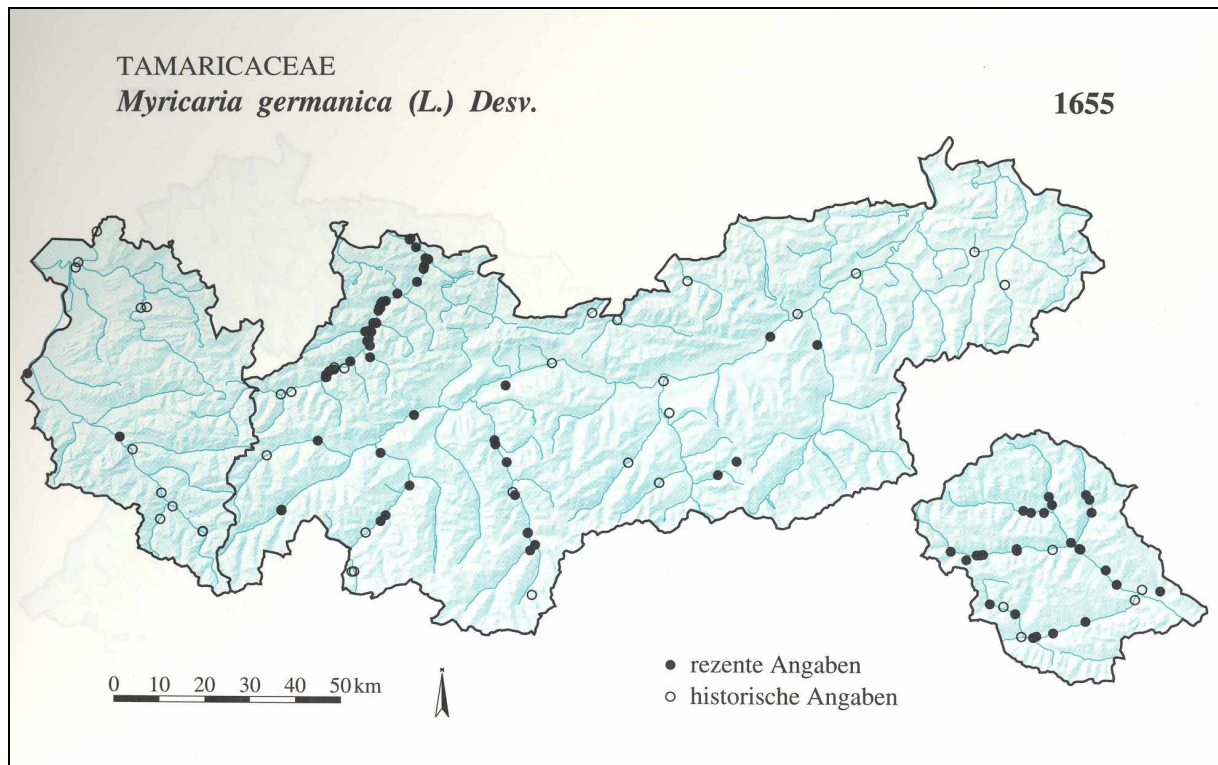 TAMARICACEAE
Myricaria germanica (L.) Desv.
1655
rezente Angaben
historische Angaben
0 10 20 30 40 50 km
N